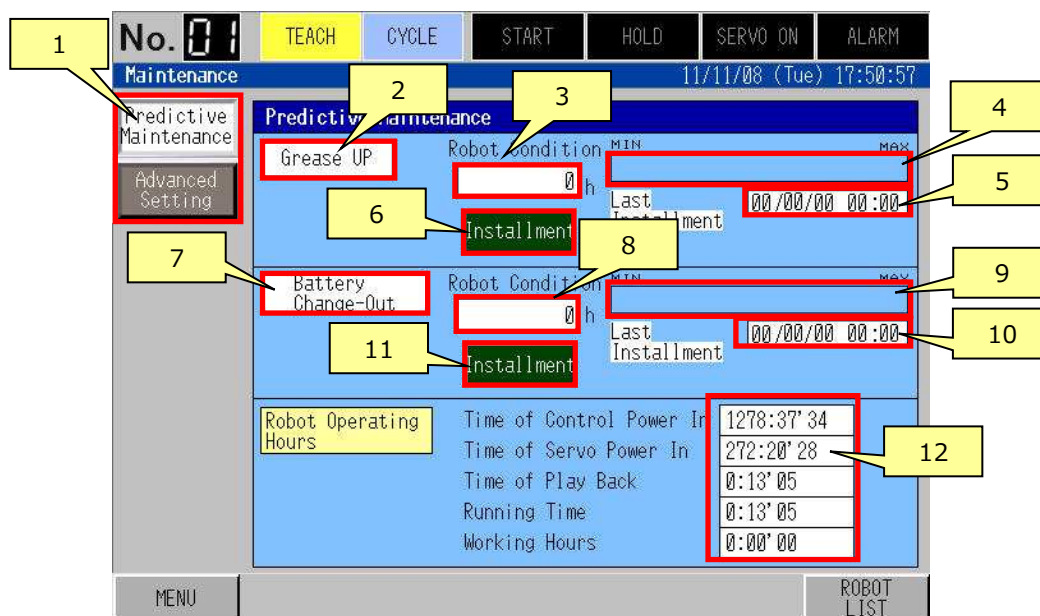 No. 01 TEACH CYCLE START HOLD SERVO ON ALARM
Maintenance 11/11/08 (Tue) 17:50:57
1
2
3
4
Predictive
Maintenance
Predictive Maintenance
Grease UP
Robot Condition MIN MAX
0 h
Advanced
Setting
Last
Installment
00/00/00 00:00
5
6
Installment
7
8
Battery
Change-Out
Robot Condition MIN MAX
9
0 h
Last
Installment
00/00/00 00:00
10
11
Installment
Robot Operating
Hours
Time of Control Power In 1278:37'34
Time of Servo Power In 272:20'28
12
Time of Play Back 0:13'05
Running Time 0:13'05
Working Hours 0:00'00
MENU
ROBOT
LIST